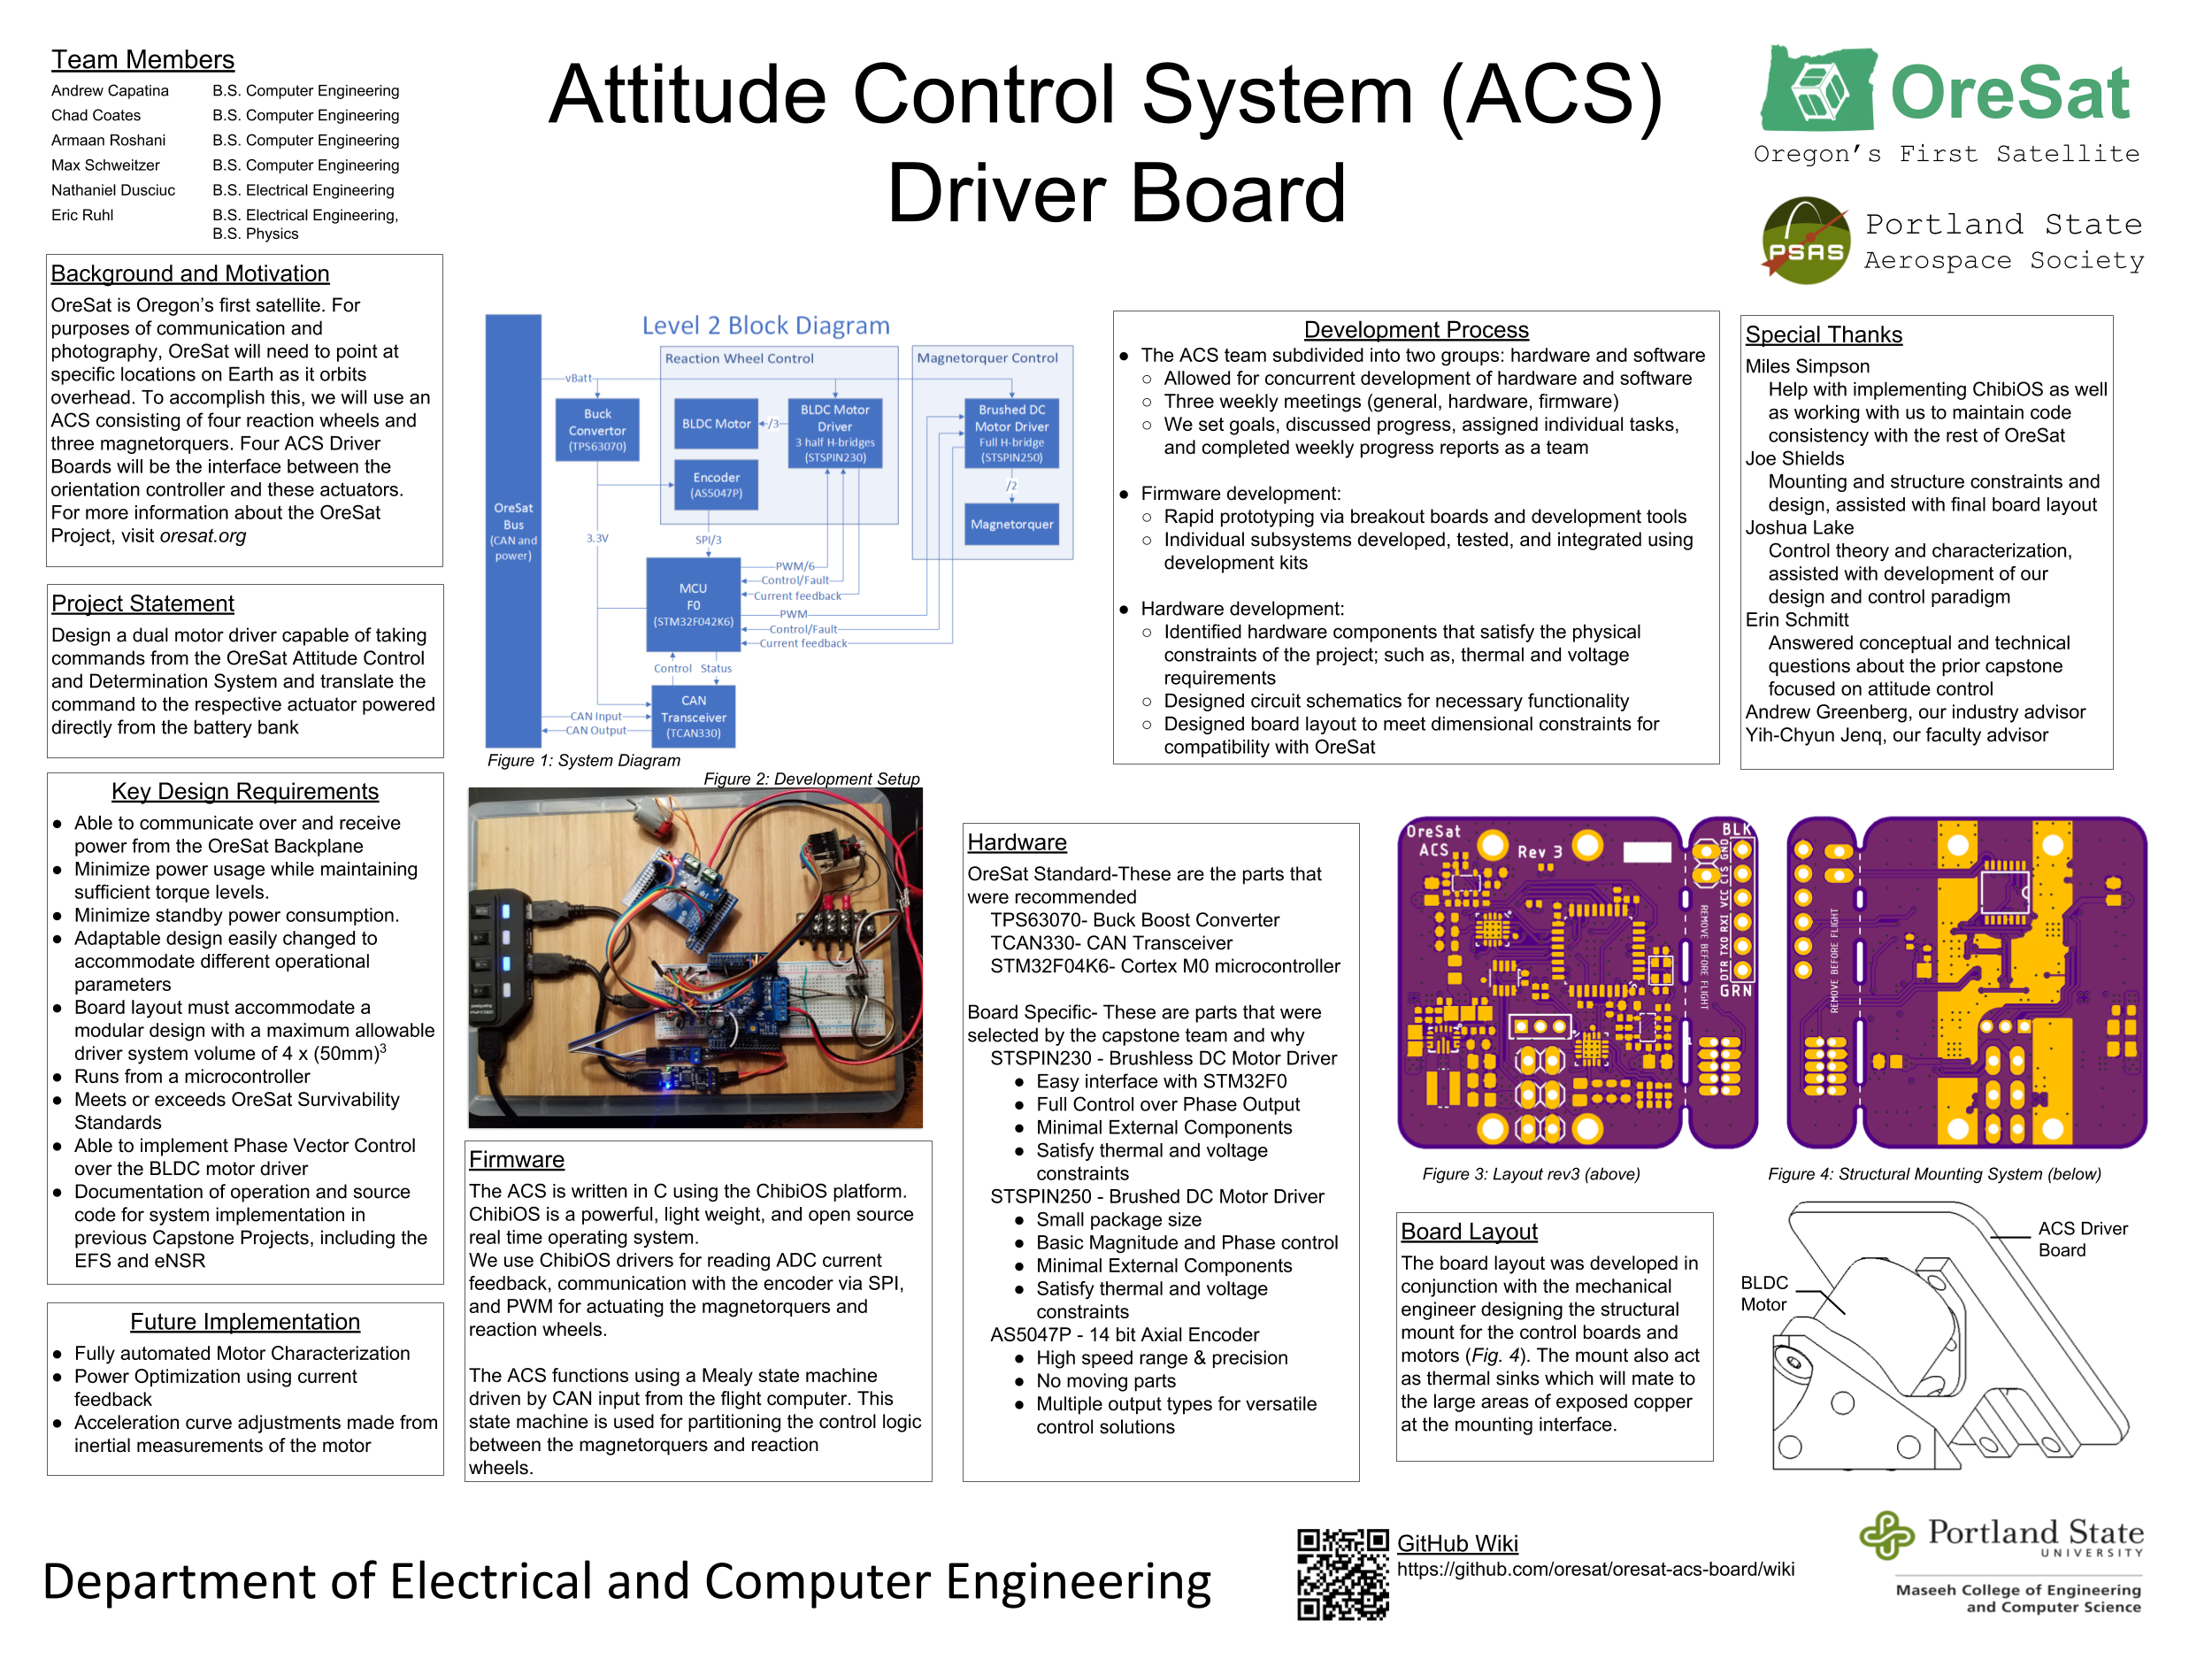 Team Members
Andrew Capatina B.S. Computer Engineering
Chad Coates B.S. Computer Engineering
Armaan Roshani B.S. Computer Engineering
Max Schweitzer B.S. Computer Engineering
Nathaniel Dusciuc B.S. Electrical Engineering
Eric Ruhl B.S. Electrical Engineering,
B.S. Physics
Attitude Control System (ACS)
Driver Board
OreSat
Oregon's First Satellite
PSAS
Portland State
Aerospace Society
Background and Motivation
OreSat is Oregon's first satellite. For
purposes of communication and
photography, OreSat will need to point at
specific locations on Earth as it orbits
overhead. To accomplish this, we will use an
ACS consisting of four reaction wheels and
three magnetorquers. Four ACS Driver
Boards will be the interface between the
orientation controller and these actuators.
For more information about the OreSat
Project, visit oresat.org
Project Statement
Design a dual motor driver capable of taking
commands from the OreSat Attitude Control
and Determination System and translate the
command to the respective actuator powered
directly from the battery bank
Key Design Requirements
● Able to communicate over and receive
power from the OreSat Backplane
● Minimize power usage while maintaining
sufficient torque levels.
● Minimize standby power consumption.
● Adaptable design easily changed to
accommodate different operational
parameters
● Board layout must accommodate a
modular design with a maximum allowable
driver system volume of 4 x (50mm)³
● Runs from a microcontroller
● Meets or exceeds OreSat Survivability
Standards
● Able to implement Phase Vector Control
over the BLDC motor driver
● Documentation of operation and source
code for system implementation in
previous Capstone Projects, including the
EFS and eNSR
Future Implementation
● Fully automated Motor Characterization
● Power Optimization using current
feedback
● Acceleration curve adjustments made from
inertial measurements of the motor
Level 2 Block Diagram
Reaction Wheel Control
Magnetorquer Control
vBatt
Buck
Convertor
(TPS63070)
BLDC Motor
/3
BLDC Motor
Driver
3 half H-bridges
(STSPIN230)
Brushed DC
Motor Driver
Full H-bridge
(STSPIN250)
Encoder
(AS5047P)
/2
Magnetorquer
OreSat
Bus
(CAN and
power)
3.3V
SPI/3
MCU
F0
(STM32F042K6)
PWM/6
Control/Fault
Current feedback
PWM
Control/Fault
Current feedback
Control Status
CAN
Transceiver
(TCAN330)
CAN Input
CAN Output
Figure 1: System Diagram
Figure 2: Development Setup
Firmware
The ACS is written in C using the ChibiOS platform.
ChibiOS is a powerful, light weight, and open source
real time operating system.
We use ChibiOS drivers for reading ADC current
feedback, communication with the encoder via SPI,
and PWM for actuating the magnetorquers and
reaction wheels.
The ACS functions using a Mealy state machine
driven by CAN input from the flight computer. This
state machine is used for partitioning the control logic
between the magnetorquers and reaction
wheels.
Development Process
● The ACS team subdivided into two groups: hardware and software
○ Allowed for concurrent development of hardware and software
○ Three weekly meetings (general, hardware, firmware)
○ We set goals, discussed progress, assigned individual tasks,
and completed weekly progress reports as a team
● Firmware development:
○ Rapid prototyping via breakout boards and development tools
○ Individual subsystems developed, tested, and integrated using
development kits
● Hardware development:
○ Identified hardware components that satisfy the physical
constraints of the project; such as, thermal and voltage
requirements
○ Designed circuit schematics for necessary functionality
○ Designed board layout to meet dimensional constraints for
compatibility with OreSat
Special Thanks
Miles Simpson
Help with implementing ChibiOS as well
as working with us to maintain code
consistency with the rest of OreSat
Joe Shields
Mounting and structure constraints and
design, assisted with final board layout
Joshua Lake
Control theory and characterization,
assisted with development of our
design and control paradigm
Erin Schmitt
Answered conceptual and technical
questions about the prior capstone
focused on attitude control
Andrew Greenberg, our industry advisor
Yih-Chyun Jenq, our faculty advisor
Hardware
OreSat Standard-These are the parts that
were recommended
TPS63070- Buck Boost Converter
TCAN330- CAN Transceiver
STM32F04K6- Cortex M0 microcontroller
Board Specific- These are parts that were
selected by the capstone team and why
STSPIN230 - Brushless DC Motor Driver
● Easy interface with STM32F0
● Full Control over Phase Output
● Minimal External Components
● Satisfy thermal and voltage
constraints
STSPIN250 - Brushed DC Motor Driver
● Small package size
● Basic Magnitude and Phase control
● Minimal External Components
● Satisfy thermal and voltage
constraints
AS5047P - 14 bit Axial Encoder
● High speed range & precision
● No moving parts
● Multiple output types for versatile
control solutions
OreSat
ACS
Rev 3
BLK
DTR TXO RXI VCC CTS GND
GRN
REMOVE BEFORE FLIGHT
REMOVE BEFORE FLIGHT
Figure 3: Layout rev3 (above)
Figure 4: Structural Mounting System (below)
Board Layout
The board layout was developed in
conjunction with the mechanical
engineer designing the structural
mount for the control boards and
motors (Fig. 4). The mount also act
as thermal sinks which will mate to
the large areas of exposed copper
at the mounting interface.
ACS Driver
Board
BLDC
Motor
Department of Electrical and Computer Engineering
GitHub Wiki
https://github.com/oresat/oresat-acs-board/wiki
Portland State
UNIVERSITY
Maseeh College of Engineering
and Computer Science